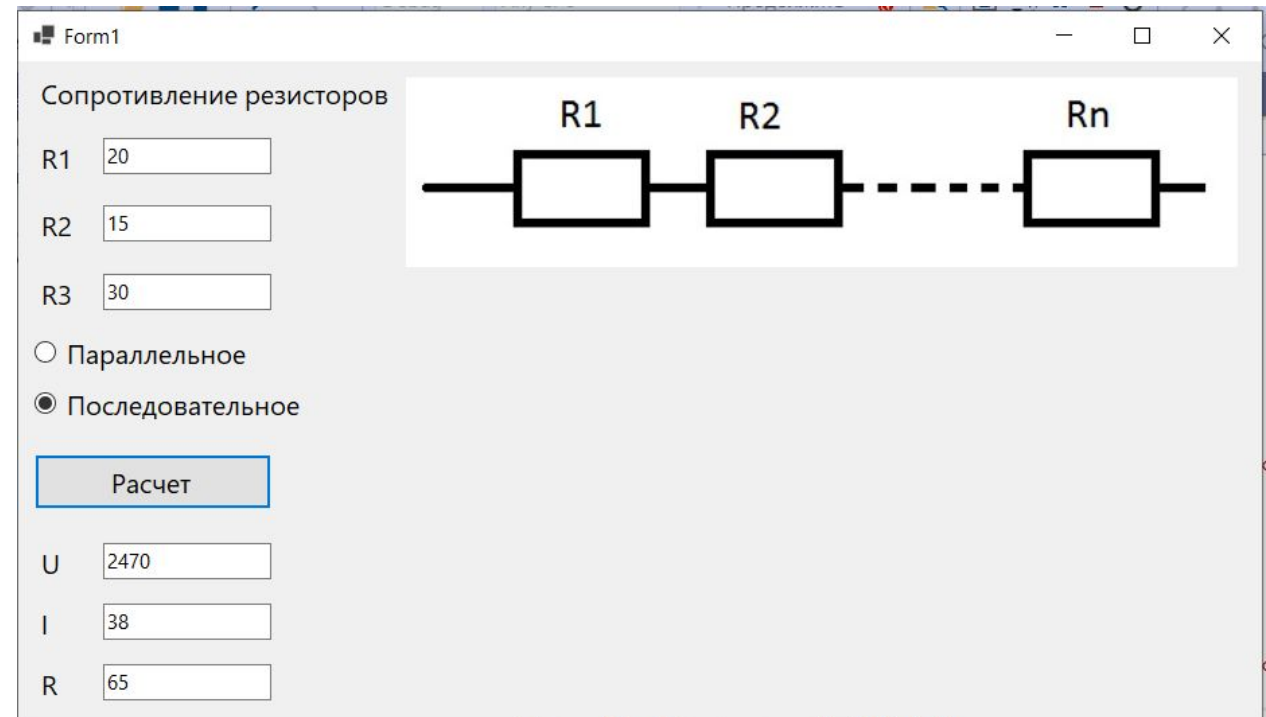 Form1
Сопротивление резисторов
R1 R2 Rn
R1 20
R2 15
R3 30
Параллельное
Последовательное
Расчет
U 2470
I 38
R 65